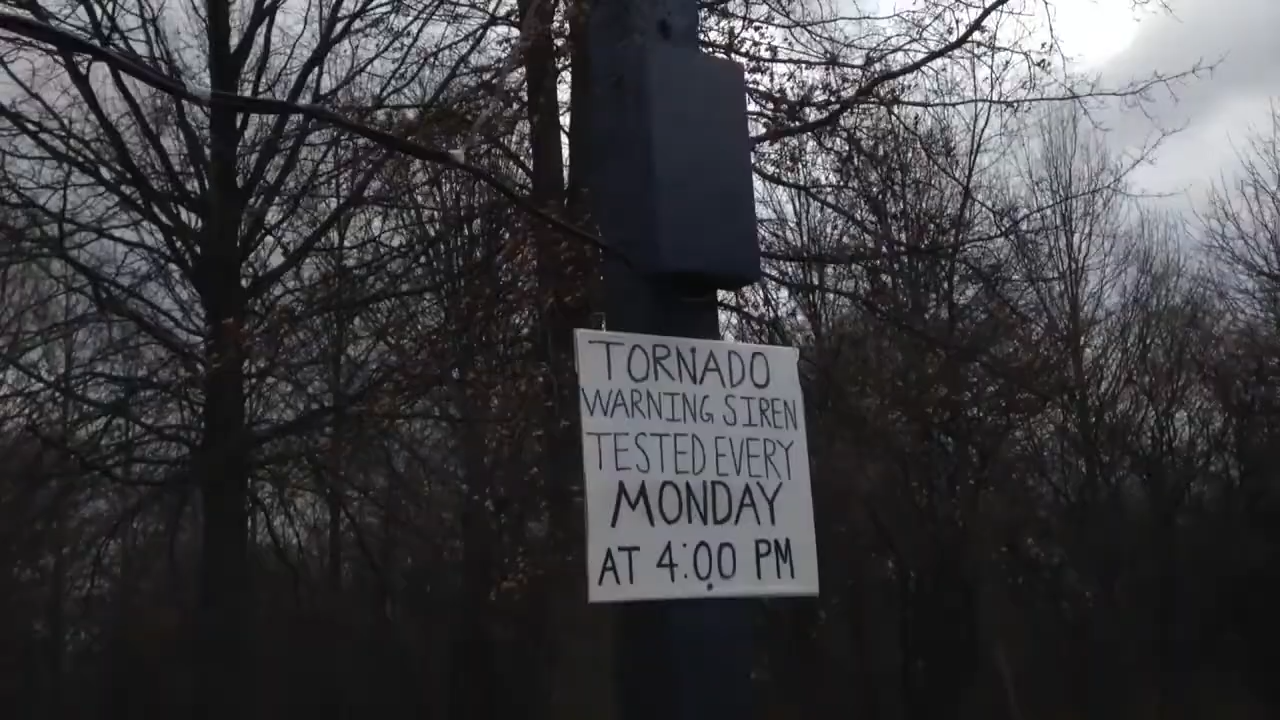 TORNADO
WARNING SIREN
TESTED EVERY
MONDAY
AT 4:00 PM